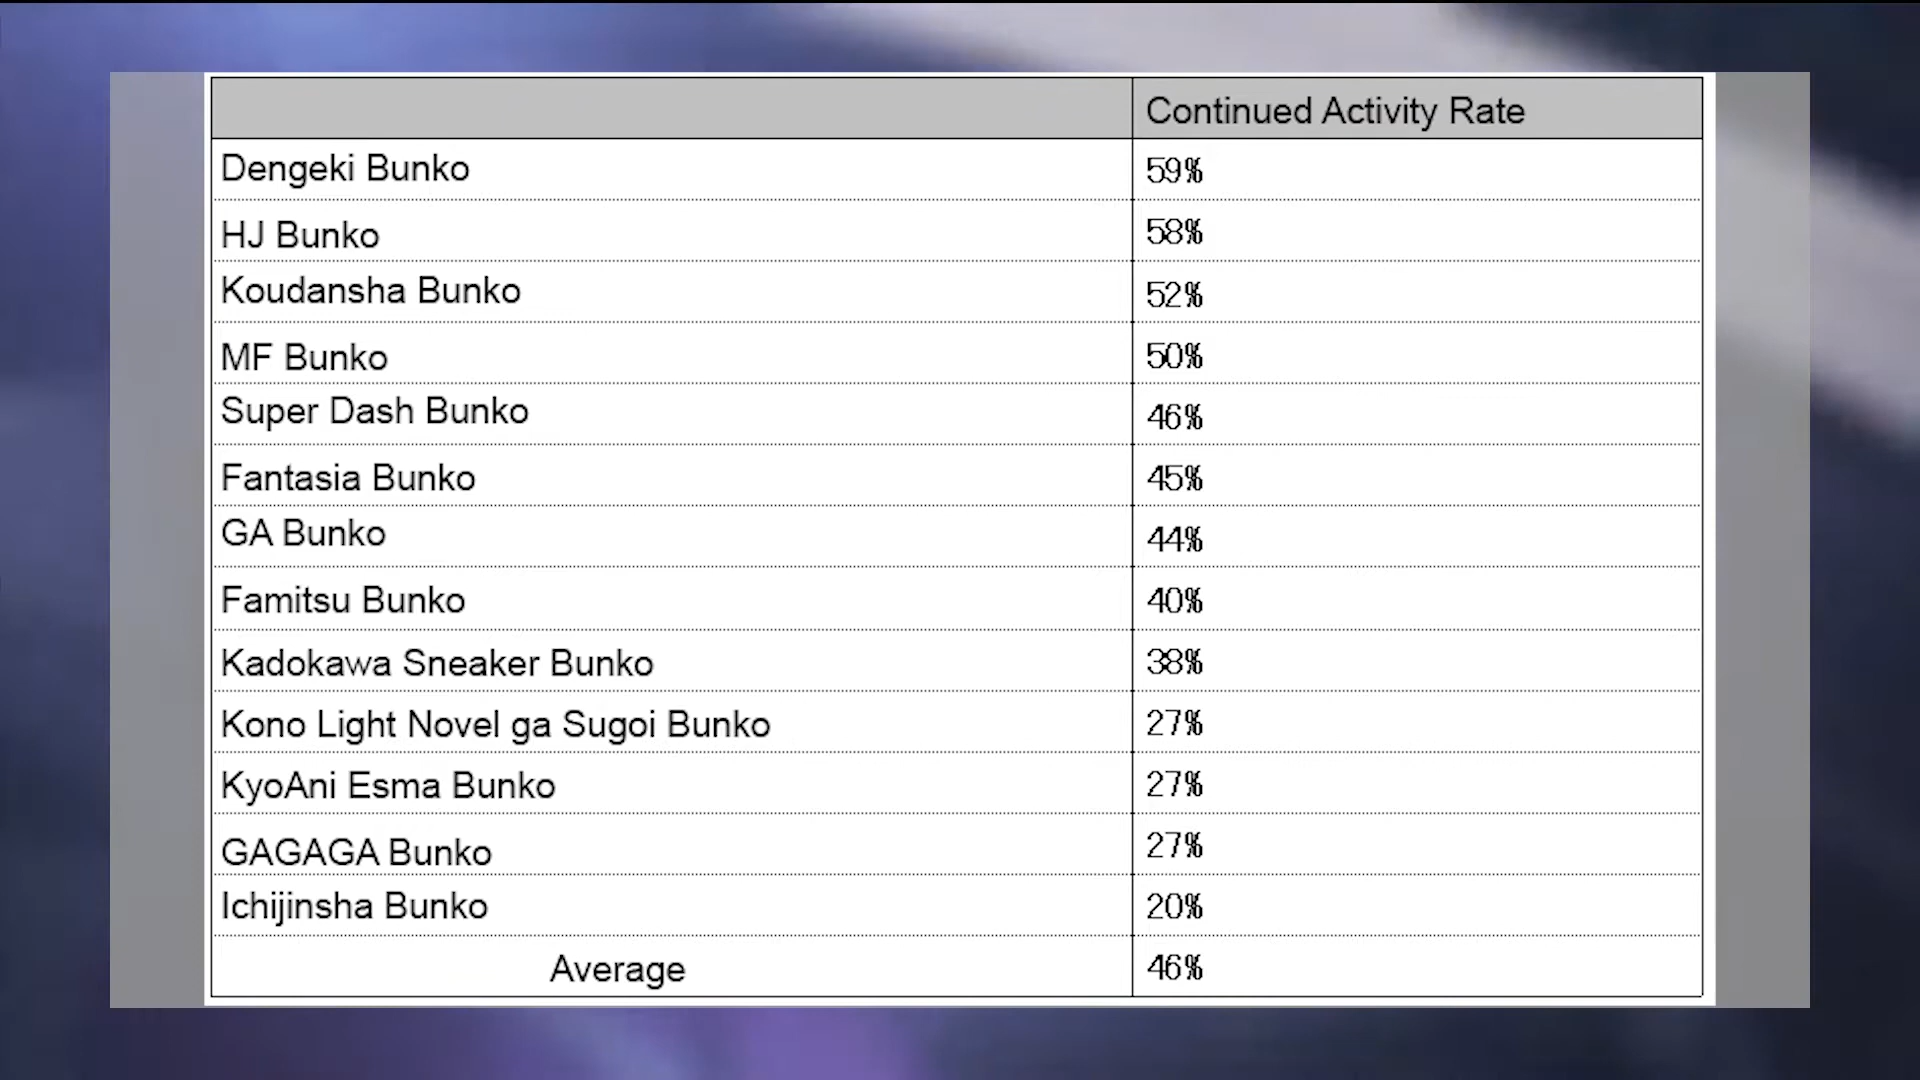 Continued Activity Rate
Dengeki Bunko 59%
HJ Bunko 58%
Koudansha Bunko 52%
MF Bunko 50%
Super Dash Bunko 46%
Fantasia Bunko 45%
GA Bunko 44%
Famitsu Bunko 40%
Kadokawa Sneaker Bunko 38%
Kono Light Novel ga Sugoi Bunko 27%
KyoAni Esma Bunko 27%
GAGAGA Bunko 27%
Ichijinsha Bunko 20%
Average 46%